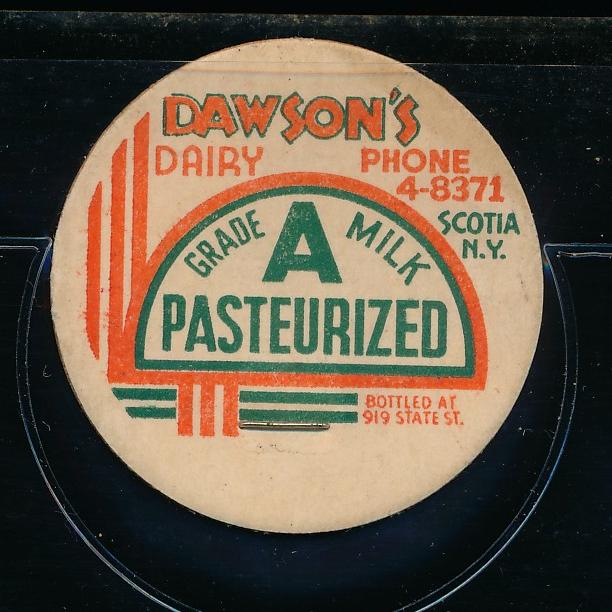 DAWSON'S
DAIRY
PHONE
4-8371
SCOTIA
N.Y.
GRADE A MILK
PASTEURIZED
BOTTLED AT
919 STATE ST.